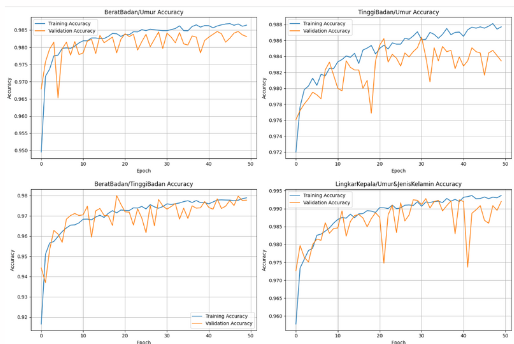 BeratBadan/Umur Accuracy
Training Accuracy
Validation Accuracy
0.985
0.980
0.975
0.970
0.965
0.960
0.955
0.950
Accuracy
0
10
20
30
40
50
Epoch
TinggiBadan/Umur Accuracy
Training Accuracy
Validation Accuracy
0.988
0.986
0.984
0.982
0.980
0.978
0.976
0.974
0.972
Accuracy
0
10
20
30
40
50
Epoch
BeratBadan/TinggiBadan Accuracy
0.98
0.97
0.96
0.95
0.94
0.93
0.92
Accuracy
Training Accuracy
Validation Accuracy
0
10
20
30
40
50
Epoch
LingkarKepala/Umur&JenisKelamin Accuracy
Training Accuracy
Validation Accuracy
0.995
0.990
0.985
0.980
0.975
0.970
0.965
0.960
Accuracy
0
10
20
30
40
50
Epoch